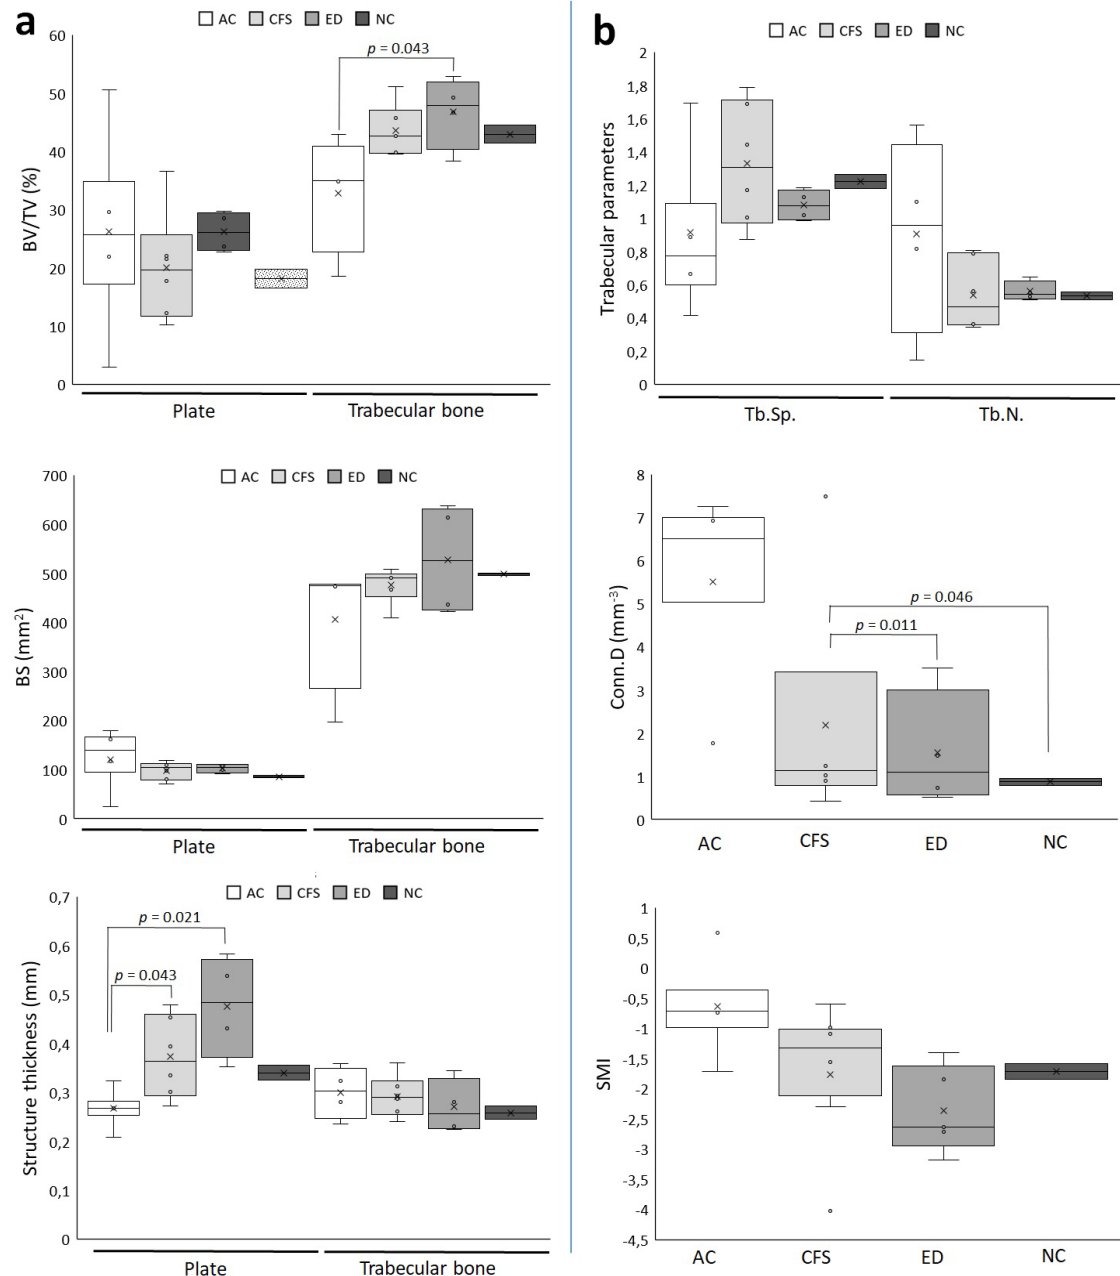 a
AC CFS ED NC
BV/TV (%)
60
50
40
30
20
10
0
p = 0.043
Plate
Trabecular bone
AC CFS ED NC
BS (mm²)
700
600
500
400
300
200
100
0
Plate
Trabecular bone
AC CFS ED NC
Structure thickness (mm)
0,7
0,6
0,5
0,4
0,3
0,2
0,1
0
p = 0.021
p = 0.043
Plate
Trabecular bone
b
AC CFS ED NC
Trabecular parameters
2
1,8
1,6
1,4
1,2
1
0,8
0,6
0,4
0,2
0
Tb.Sp.
Tb.N.
Conn.D (mm⁻³)
8
7
6
5
4
3
2
1
0
p = 0.046
p = 0.011
AC CFS ED NC
SMI
1
0,5
0
-0,5
-1
-1,5
-2
-2,5
-3
-3,5
-4
-4,5
AC CFS ED NC